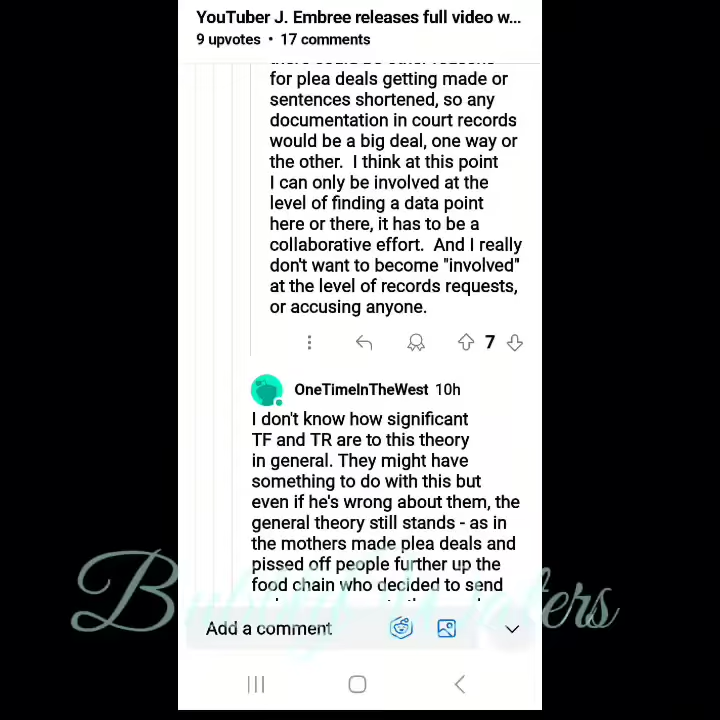 YouTuber J. Embree releases full video w...
9 upvotes • 17 comments
for plea deals getting made or
sentences shortened, so any
documentation in court records
would be a big deal, one way or
the other. I think at this point
I can only be involved at the
level of finding a data point
here or there, it has to be a
collaborative effort. And I really
don't want to become "involved"
at the level of records requests,
or accusing anyone.
7
OneTimeInTheWest 10h
I don't know how significant
TF and TR are to this theory
in general. They might have
something to do with this but
even if he's wrong about them, the
general theory still stands - as in
the mothers made plea deals and
pissed off people further up the
food chain who decided to send
Add a comment